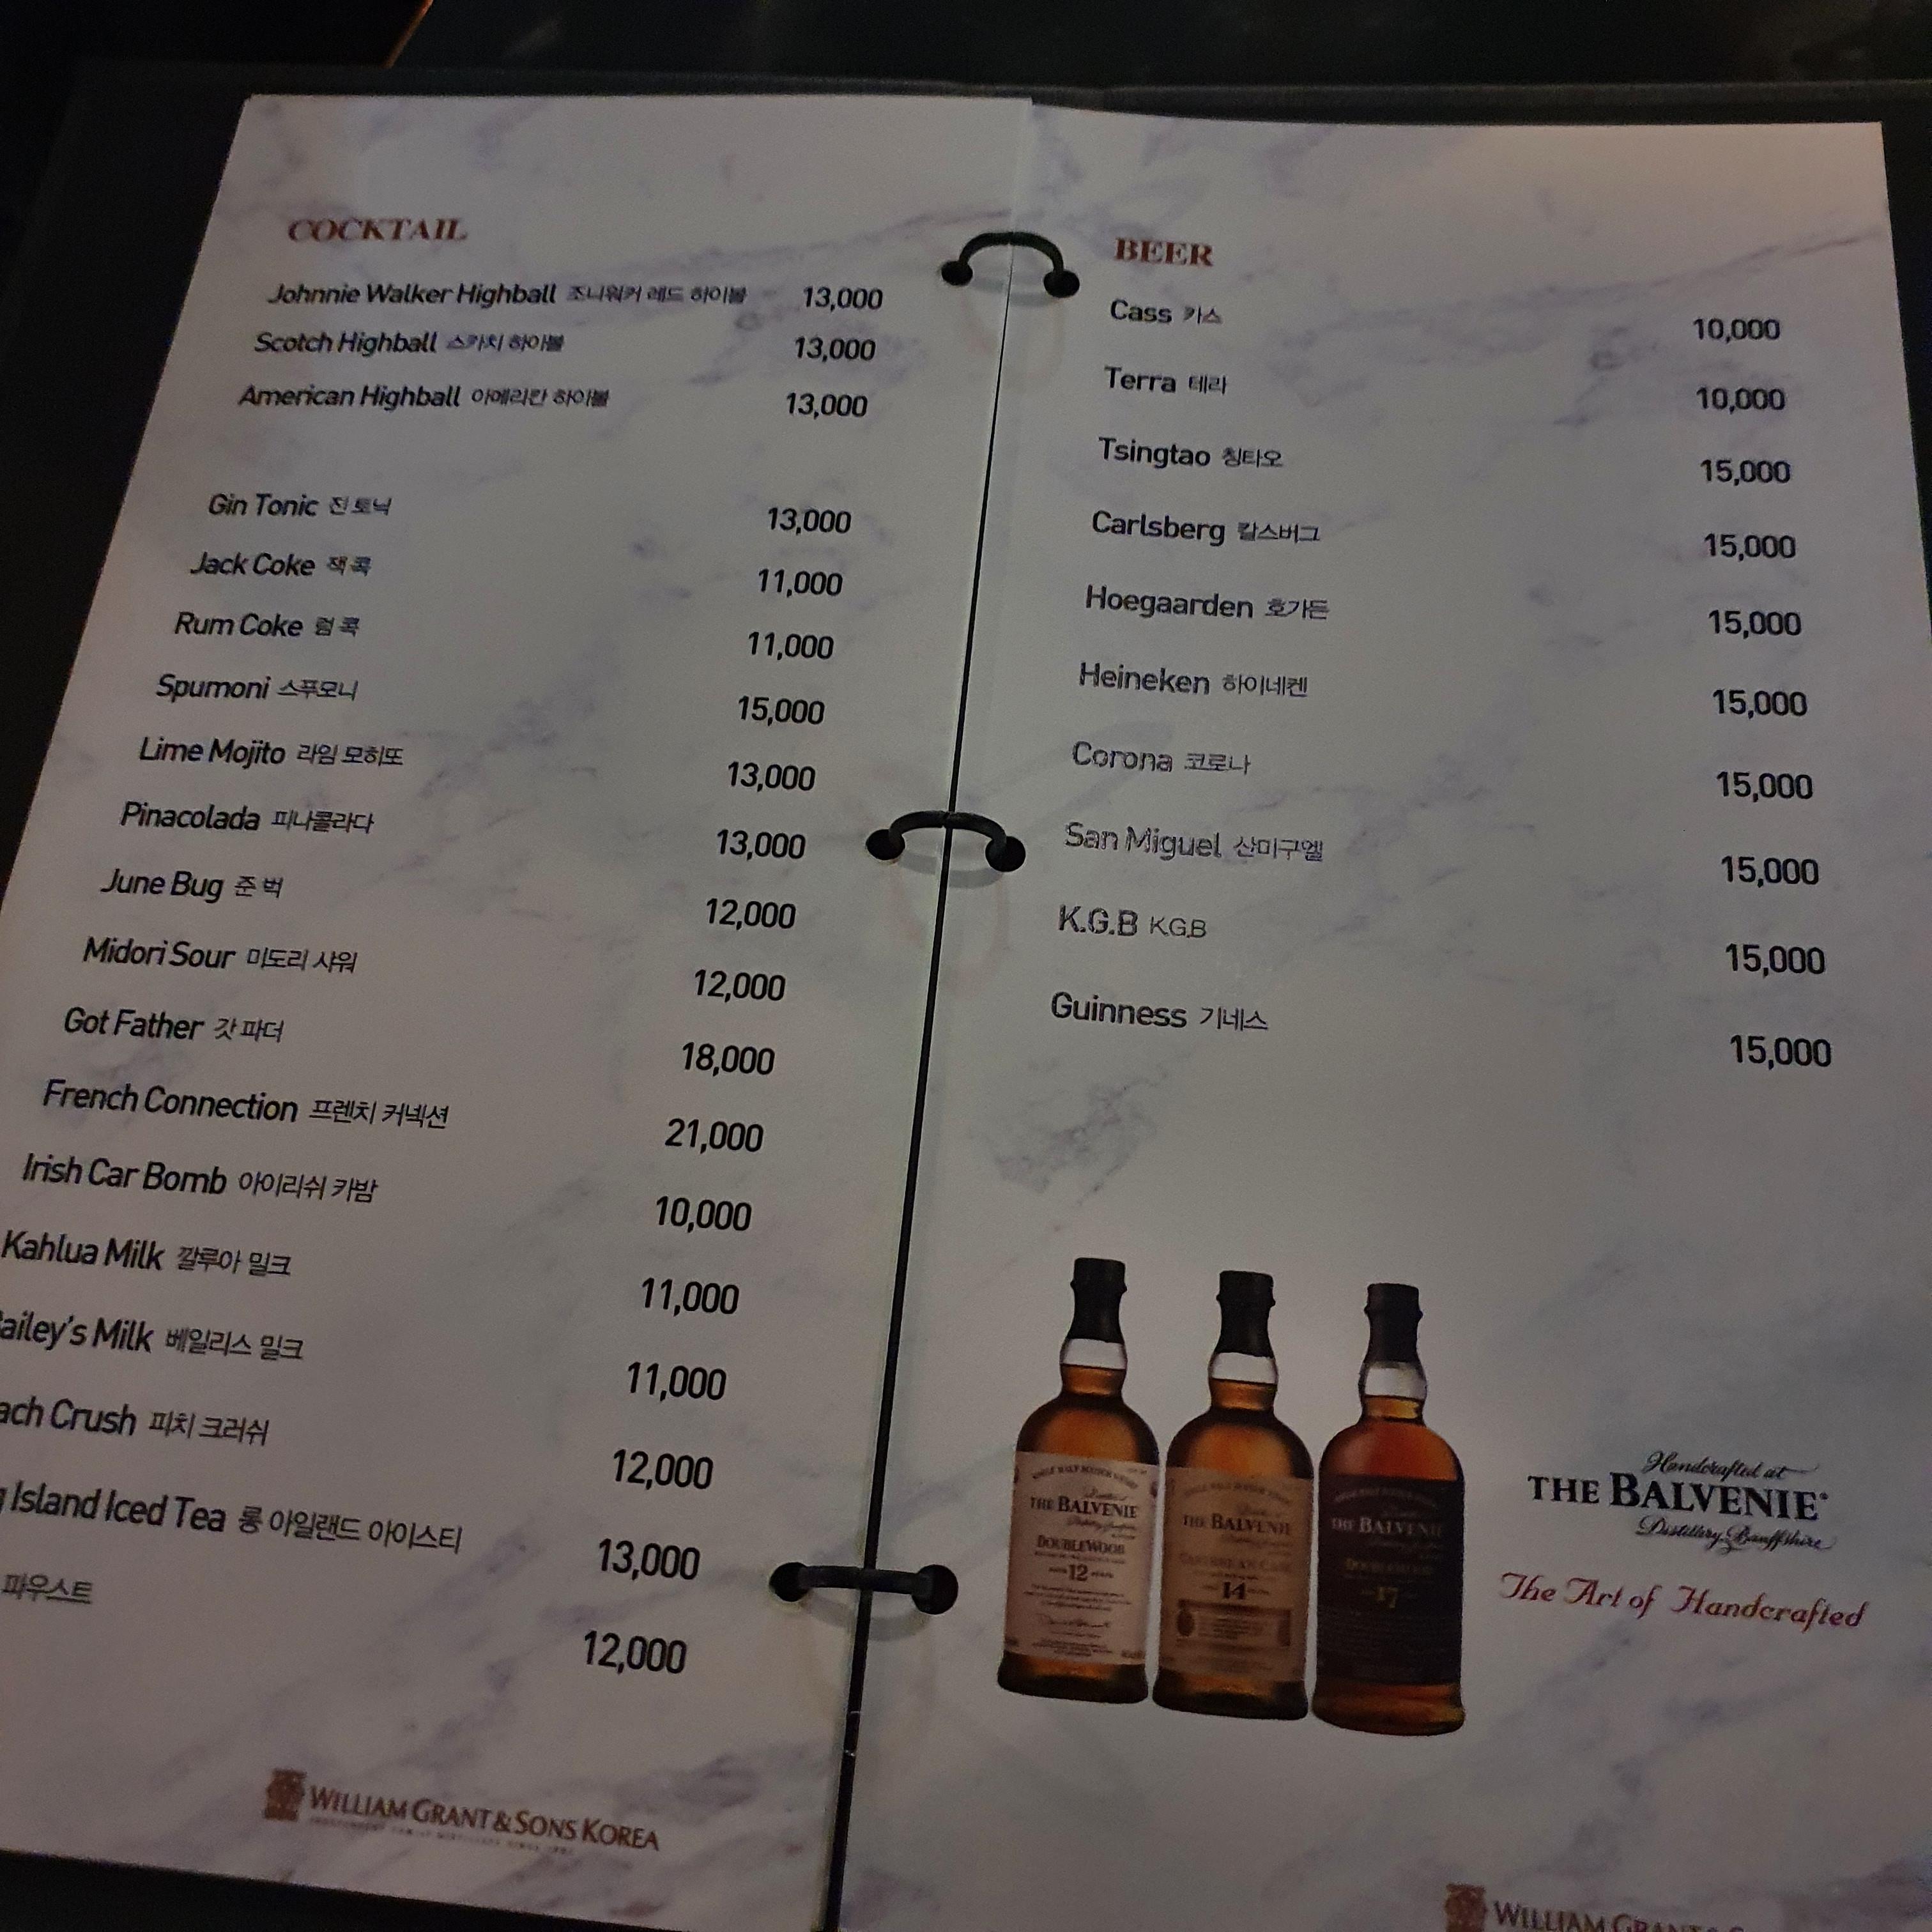 COCKTAIL
Johnnie Walker Highball 조니워커 레드 하이볼 13,000
Scotch Highball 스카치 하이볼 13,000
American Highball 아메리칸 하이볼 13,000
Gin Tonic 진 토닉 13,000
Jack Coke 잭 콕 11,000
Rum Coke 럼 콕 11,000
Spumoni 스푸모니 15,000
Lime Mojito 라임 모히또 13,000
Pinacolada 피나콜라다 13,000
June Bug 준 벅 12,000
Midori Sour 미도리 샤워 12,000
Got Father 갓 파더 18,000
French Connection 프렌치 커넥션 21,000
Irish Car Bomb 아이리쉬 카밤 10,000
Kahlua Milk 깔루아 밀크 11,000
ailey's Milk 베일리스 밀크 11,000
ach Crush 피치 크러쉬 12,000
g Island Iced Tea 롱 아일랜드 아이스티 13,000
파우스트 12,000
WILLIAM GRANT & SONS KOREA
BEER
Cass 카스 10,000
Terra 테라 10,000
Tsingtao 칭타오 15,000
Carlsberg 칼스버그 15,000
Hoegaarden 호가든 15,000
Heineken 하이네켄 15,000
Corona 코로나 15,000
San Miguel 산미구엘 15,000
K.G.B K.G.B 15,000
Guinness 기네스 15,000
THE BALVENIE
DOUBLEWOOD
12
THE BALVENIE
CARIBBEAN CASK
14
THE BALVENIE
DOUBLEWOOD
17
Handcrafted at
THE BALVENIE
Distillery Banffshire
The Art of Handcrafted
WILLIAM GRANT &